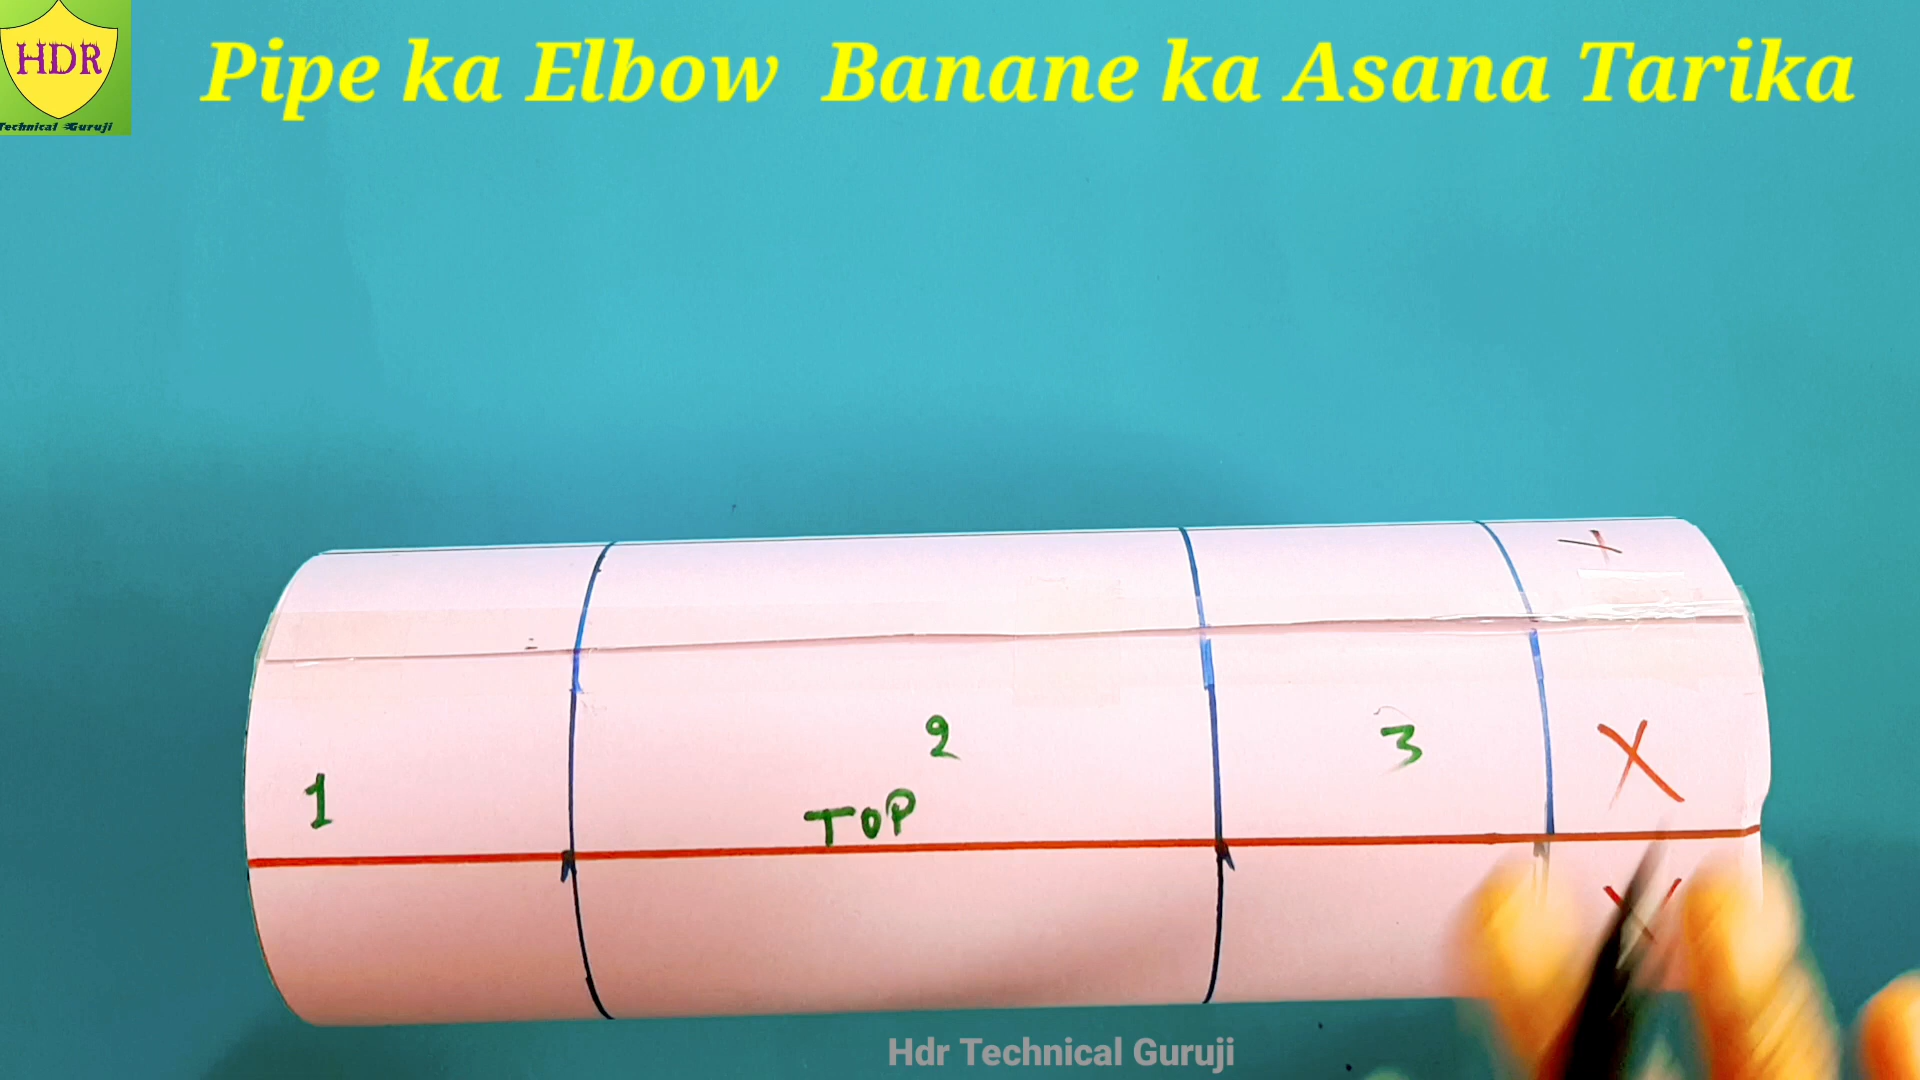 HDR
Technical Guruji
Pipe ka Elbow Banane ka Asana Tarika
X
2
3
X
1
TOP
X
Hdr Technical Guruji